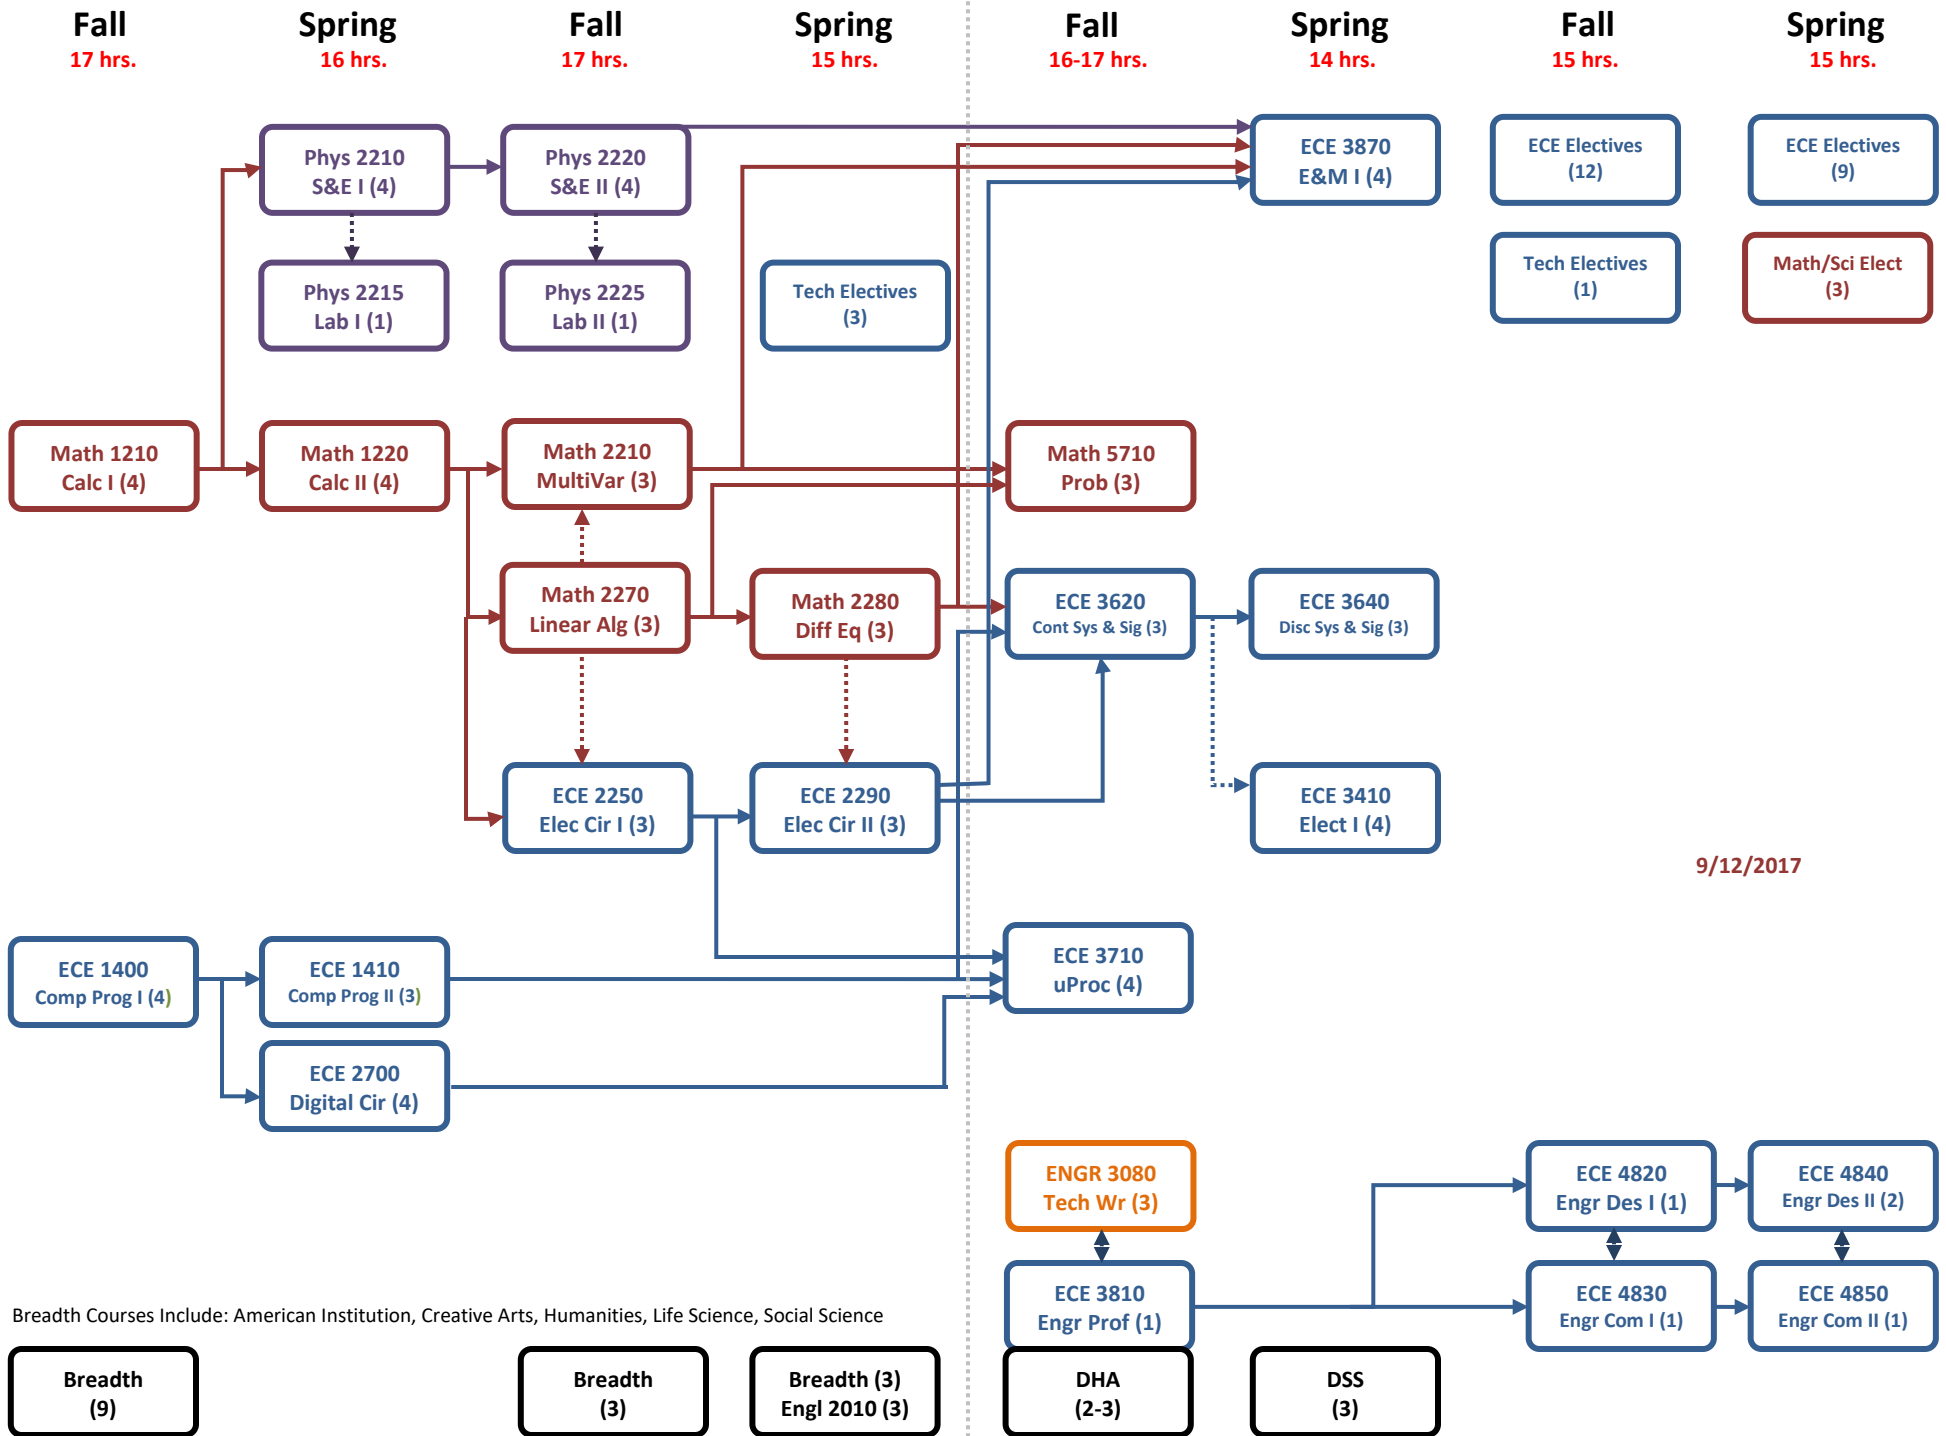 Fall
17 hrs.
Spring
16 hrs.
Fall
17 hrs.
Spring
15 hrs.
Fall
16-17 hrs.
Spring
14 hrs.
Fall
15 hrs.
Spring
15 hrs.
Phys 2210
S&E I (4)
Phys 2220
S&E II (4)
ECE 3870
E&M I (4)
ECE Electives
(12)
ECE Electives
(9)
Phys 2215
Lab I (1)
Phys 2225
Lab II (1)
Tech Electives
(3)
Tech Electives
(1)
Math/Sci Elect
(3)
Math 1210
Calc I (4)
Math 1220
Calc II (4)
Math 2210
MultiVar (3)
Math 5710
Prob (3)
Math 2270
Linear Alg (3)
Math 2280
Diff Eq (3)
ECE 3620
Cont Sys & Sig (3)
ECE 3640
Disc Sys & Sig (3)
ECE 2250
Elec Cir I (3)
ECE 2290
Elec Cir II (3)
ECE 3410
Elect I (4)
9/12/2017
ECE 1400
Comp Prog I (4)
ECE 1410
Comp Prog II (3)
ECE 3710
uProc (4)
ECE 2700
Digital Cir (4)
ENGR 3080
Tech Wr (3)
ECE 4820
Engr Des I (1)
ECE 4840
Engr Des II (2)
ECE 3810
Engr Prof (1)
ECE 4830
Engr Com I (1)
ECE 4850
Engr Com II (1)
Breadth Courses Include: American Institution, Creative Arts, Humanities, Life Science, Social Science
Breadth
(9)
Breadth
(3)
Breadth (3)
Engl 2010 (3)
DHA
(2-3)
DSS
(3)